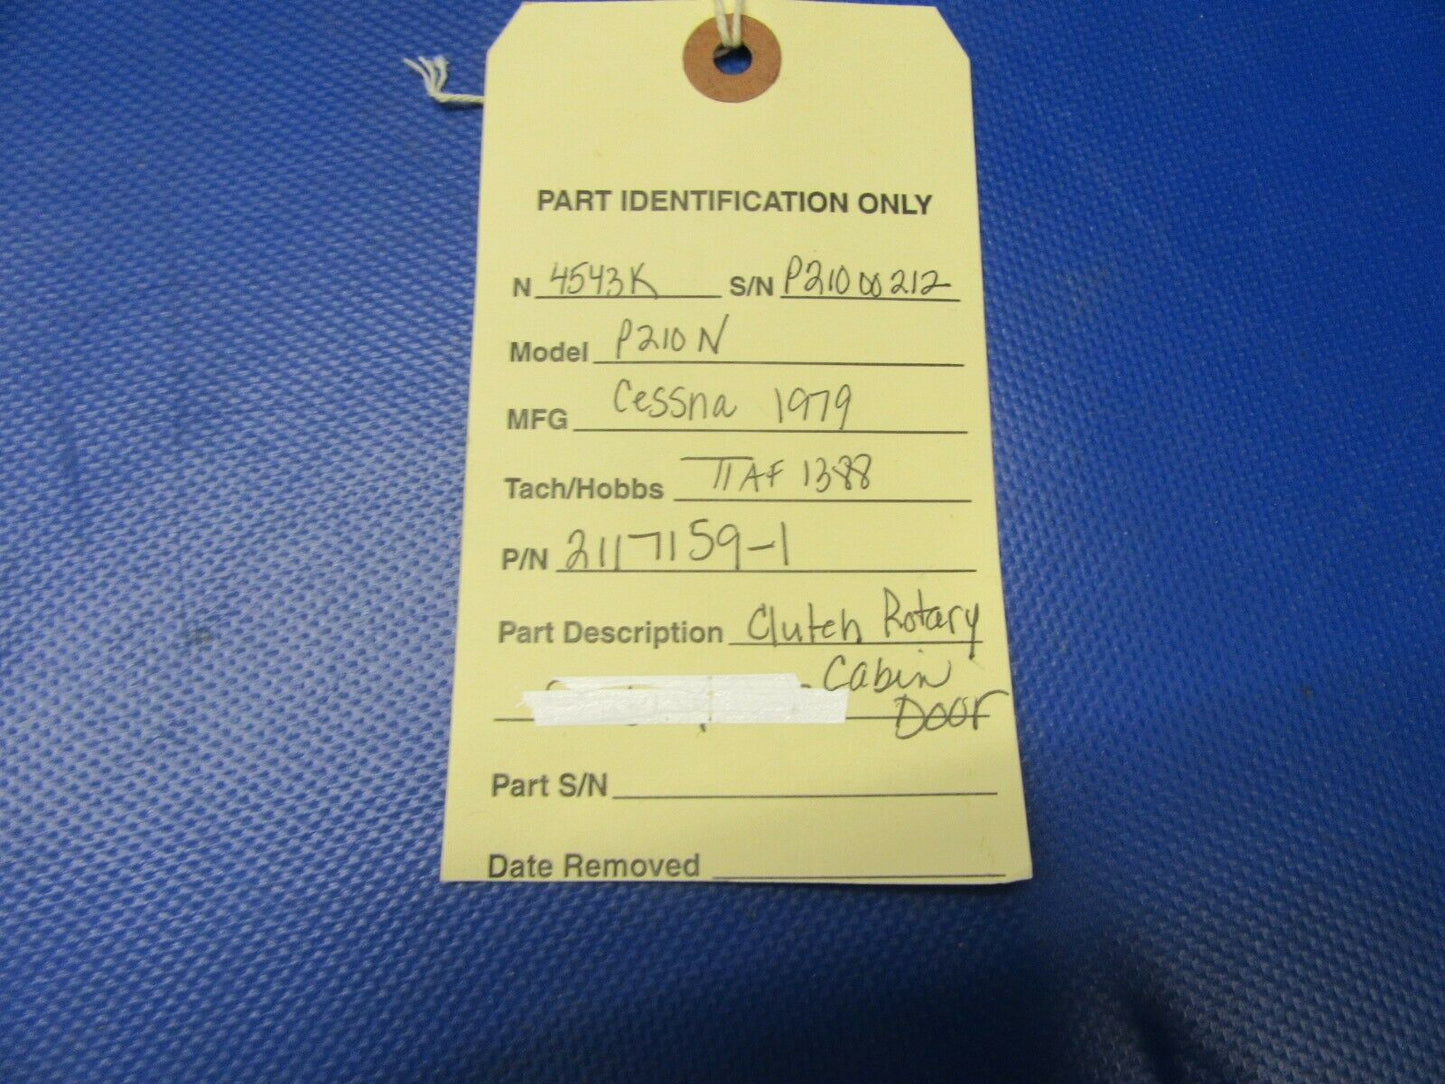 PART IDENTIFICATION ONLY
N 4543K S/N P21000212
Model P210N
MFG Cessna 1979
Tach/Hobbs TTAF 1388
P/N 2117159-1
Part Description Clutch Rotary
Cabin
Door
Part S/N
Date Removed